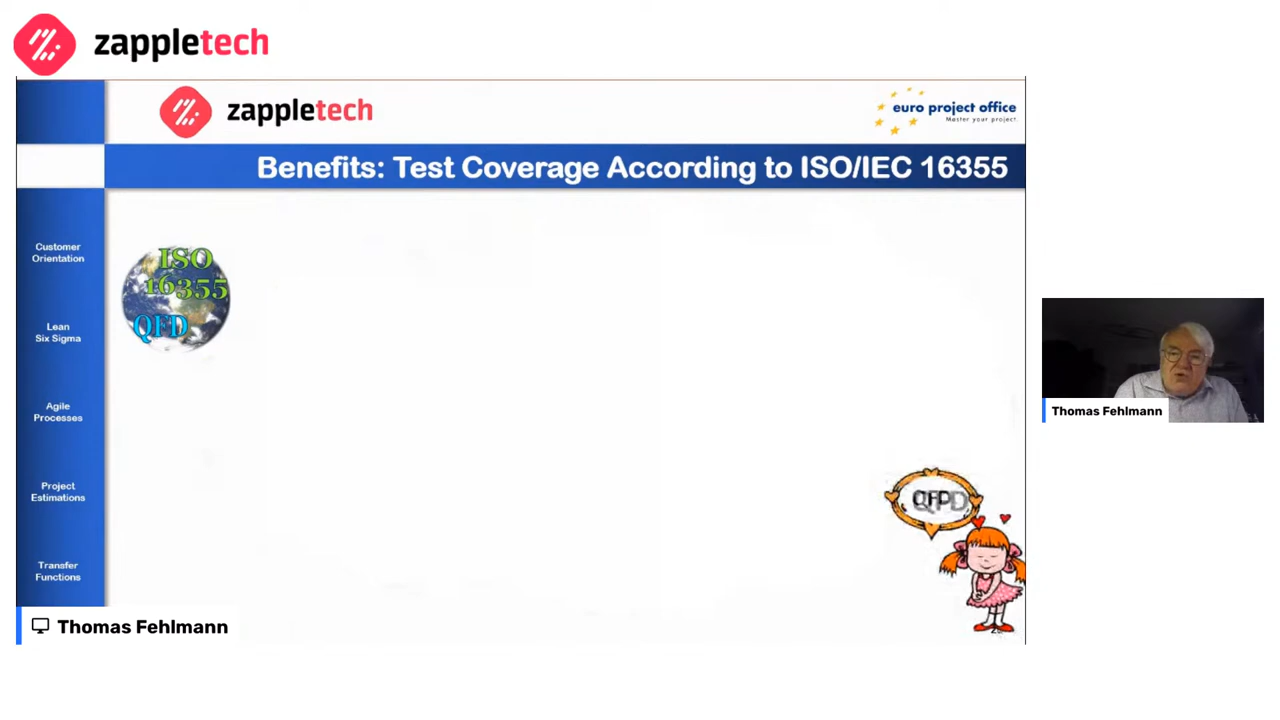 zappletech
zappletech
euro project office
Master your project.
Benefits: Test Coverage According to ISO/IEC 16355
Customer
Orientation
Lean
Six Sigma
Agile
Processes
Project
Estimations
Transfer
Functions
ISO
16355
QFD
Thomas Fehlmann
Thomas Fehlmann